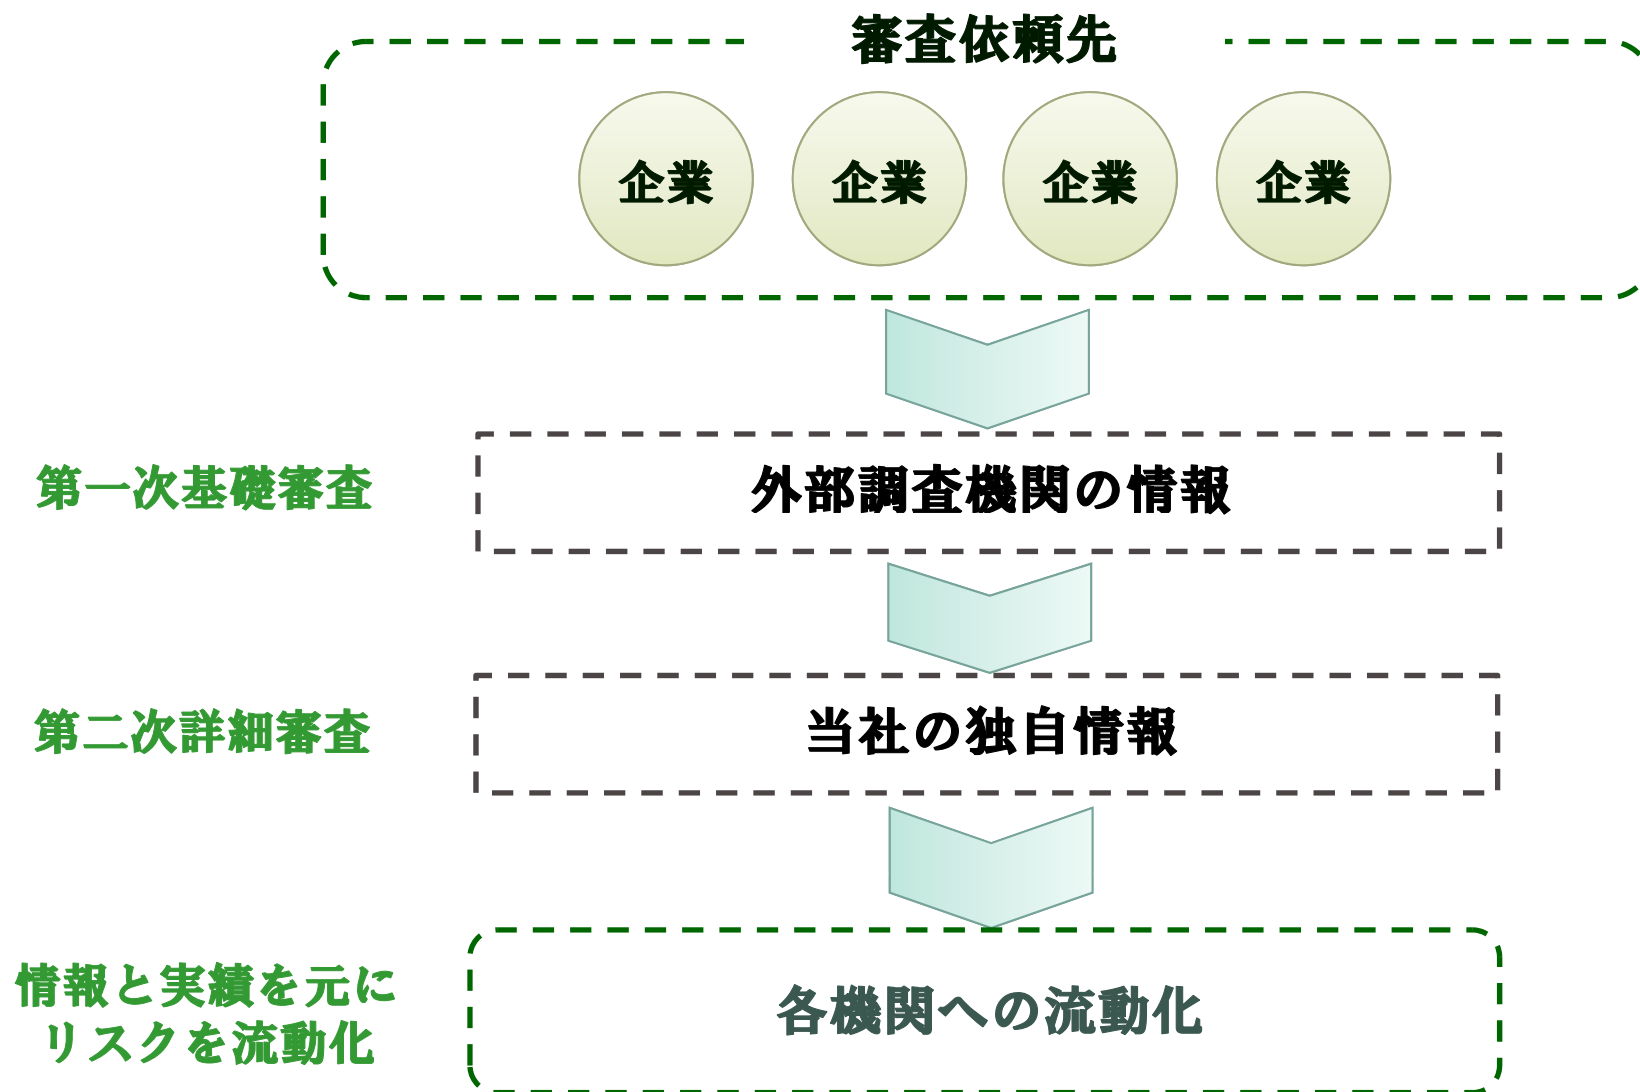 審査依頼先
企業 企業 企業 企業
第一次基礎審査
外部調査機関の情報
第二次詳細審査
当社の独自情報
情報と実績を元に
リスクを流動化
各機関への流動化